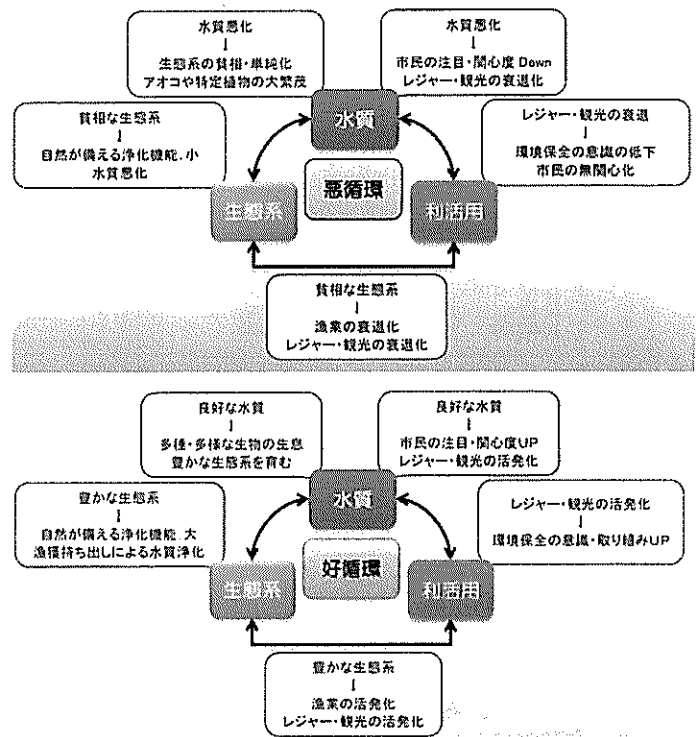 水質悪化
↓
生態系の貧相・単純化
アオコや特定植物の大繁茂
水質悪化
↓
市民の注目・関心度 Down
レジャー・観光の衰退化
貧相な生態系
↓
自然が備える浄化機能．小
水質悪化
水質
レジャー・観光の衰退
↓
環境保全の意識の低下
市民の無関心化
悪循環
生態系
利活用
貧相な生態系
↓
漁業の衰退化
レジャー・観光の衰退化
良好な水質
↓
多種・多様な生物の生息
豊かな生態系を育む
良好な水質
↓
市民の注目・関心度UP
レジャー・観光の活発化
豊かな生態系
↓
自然が備える浄化機能．大
漁獲持ち出しによる水質浄化
水質
レジャー・観光の活発化
↓
環境保全の意識・取り組みUP
好循環
生態系
利活用
豊かな生態系
↓
漁業の活発化
レジャー・観光の活発化